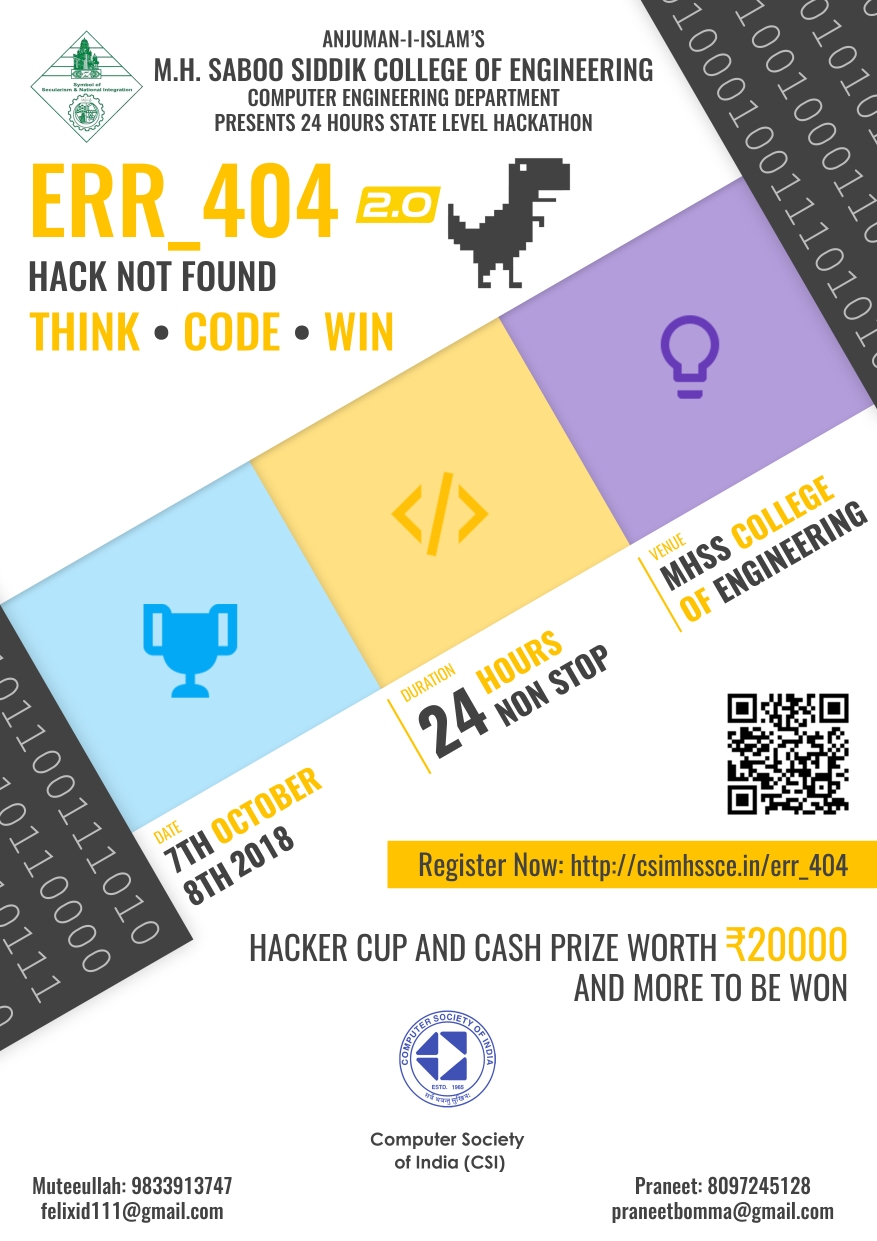 ANJUMAN-I-ISLAM'S
M.H. SABOO SIDDIK COLLEGE OF ENGINEERING
COMPUTER ENGINEERING DEPARTMENT
PRESENTS 24 HOURS STATE LEVEL HACKATHON
Symbol of
Secularism & National Integration
ERR_404 2.0
HACK NOT FOUND
THINK • CODE • WIN
</>
VENUE
MHSS COLLEGE
OF ENGINEERING
DURATION
24 HOURS
NON STOP
DATE
7TH OCTOBER
8TH 2018
Register Now: http://csimhssce.in/err_404
HACKER CUP AND CASH PRIZE WORTH ₹20000
AND MORE TO BE WON
COMPUTER SOCIETY OF INDIA
ESTD. 1965
Computer Society
of India (CSI)
Muteeullah: 9833913747
felixid111@gmail.com
Praneet: 8097245128
praneetbomma@gmail.com